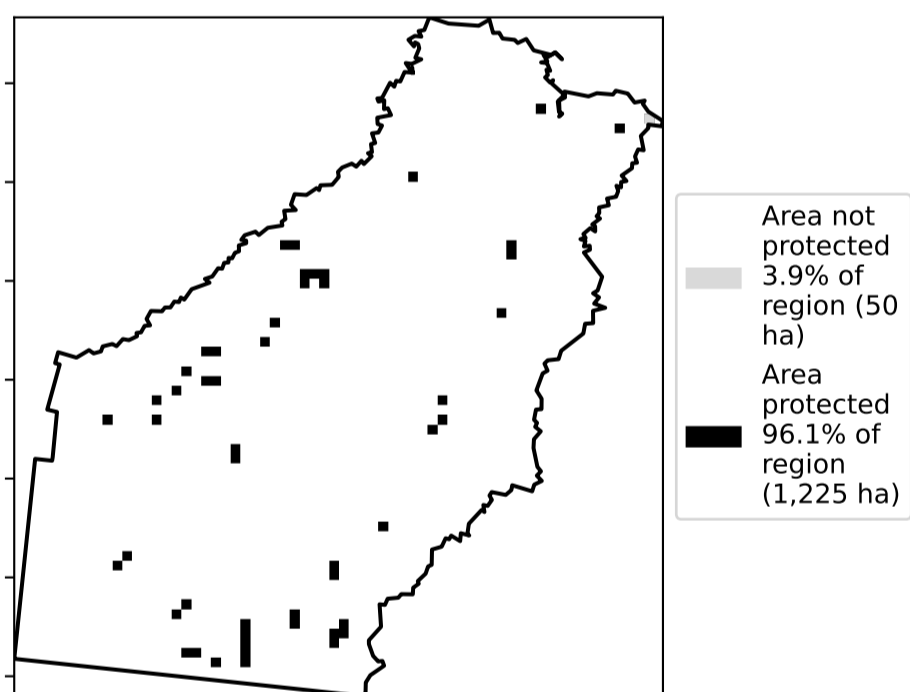 Area not
protected
3.9% of
region (50
ha)
Area
protected
96.1% of
region
(1,225 ha)